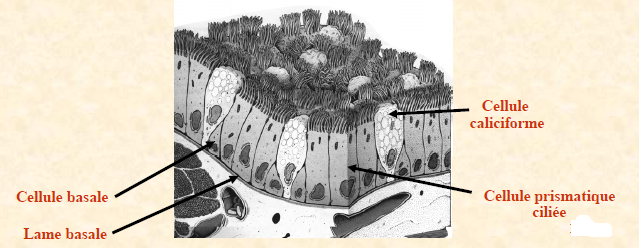 Cellule
caliciforme
Cellule basale
Cellule prismatique
ciliée
Lame basale